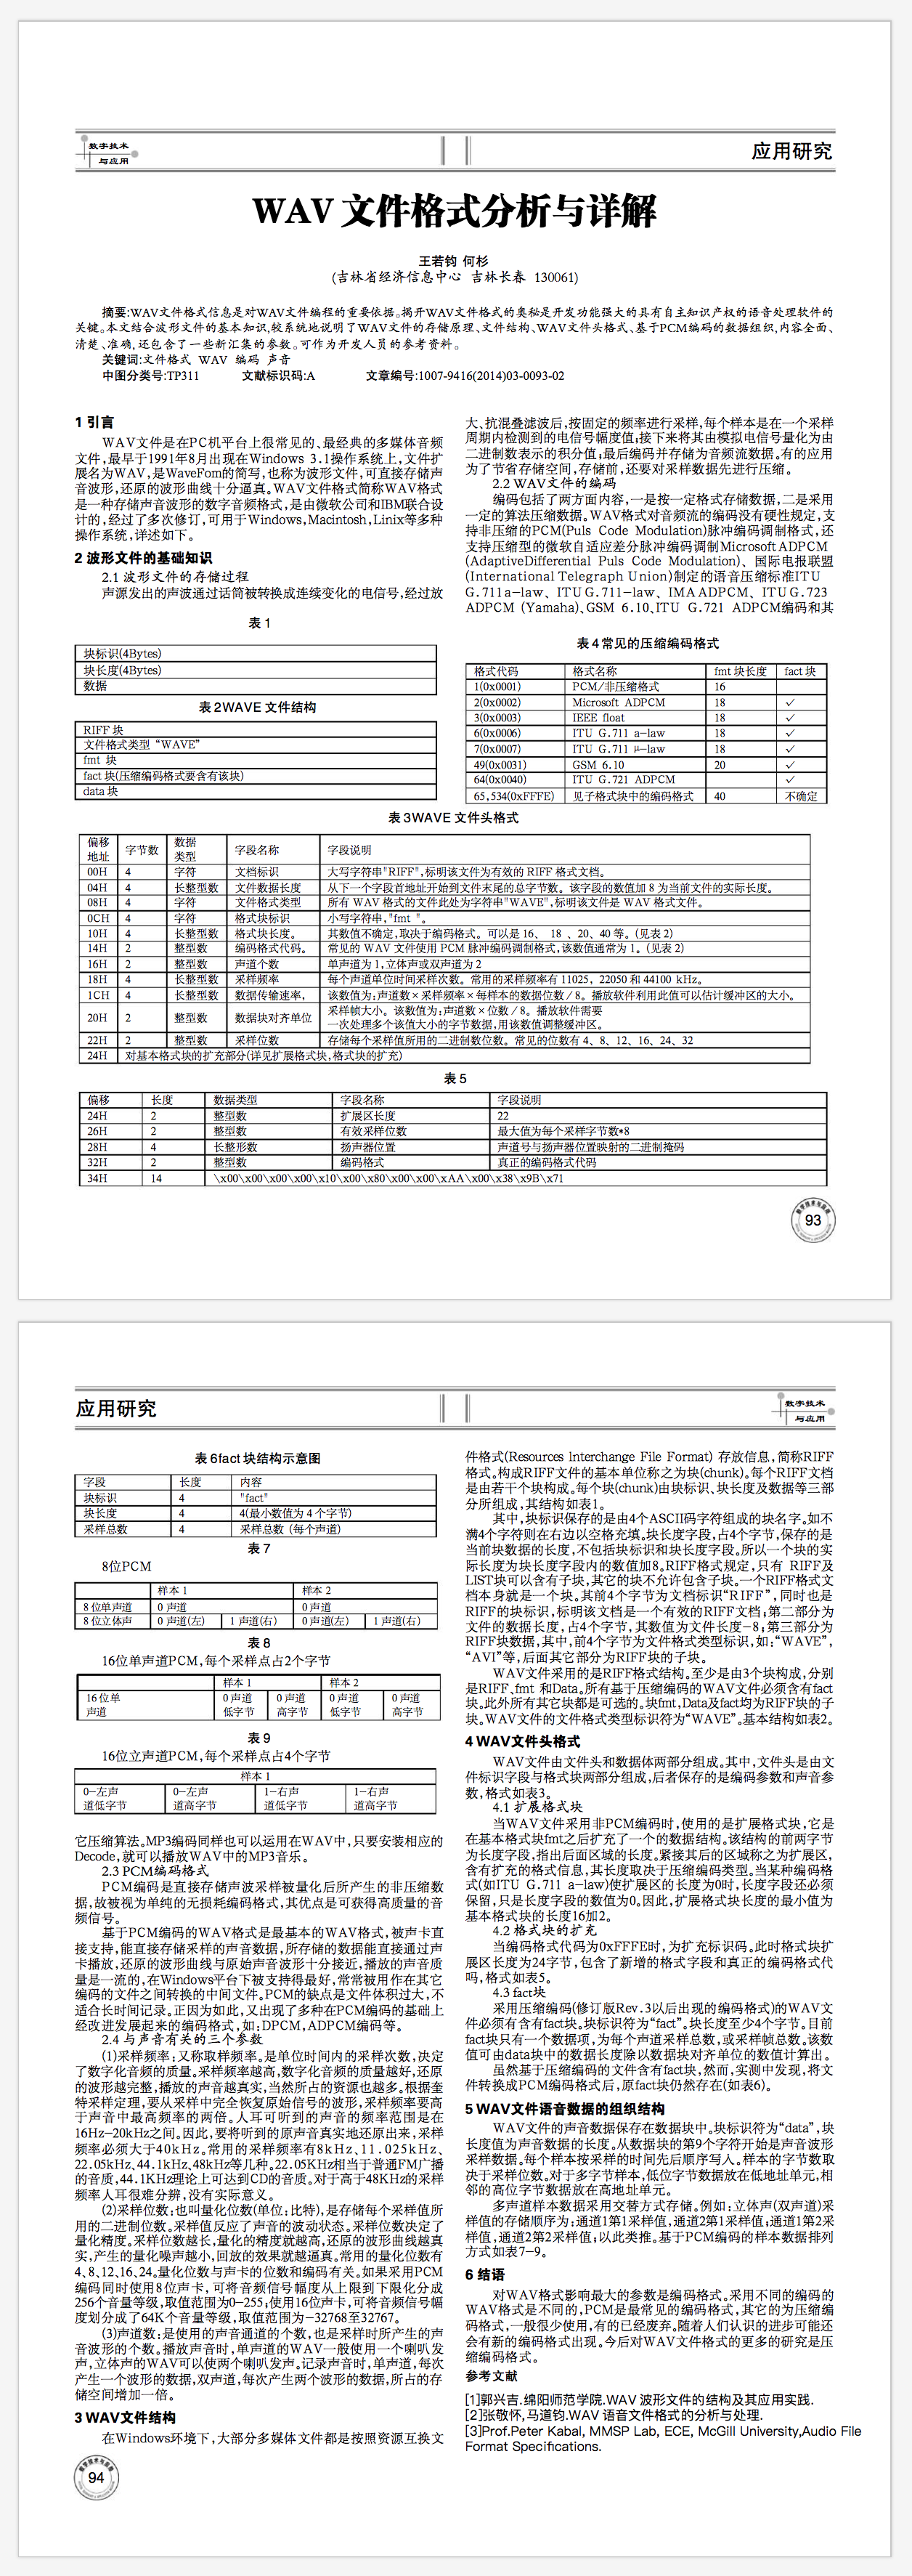 数字技术
与应用
应用研究
WAV 文件格式分析与详解
王若钧 何杉
(吉林省经济信息中心 吉林长春 130061)
摘要:WAV文件格式信息是对WAV文件编程的重要依据。揭开WAV文件格式的奥秘是开发功能强大的具有自主知识产权的语音处理软件的
关键。本文结合波形文件的基本知识,较系统地说明了WAV文件的存储原理、文件结构、WAV文件头格式、基于PCM编码的数据组织,内容全面、
清楚、准确,还包含了一些新汇集的参数。可作为开发人员的参考资料。
关键词:文件格式 WAV 编码 声音
中图分类号:TP311 文献标识码:A 文章编号:1007-9416(2014)03-0093-02
1 引言
WAV文件是在PC机平台上很常见的、最经典的多媒体音频
文件,最早于1991年8月出现在Windows 3.1操作系统上,文件扩
展名为WAV,是WaveFom的简写,也称为波形文件,可直接存储声
音波形,还原的波形曲线十分逼真。WAV文件格式简称WAV格式
是一种存储声音波形的数字音频格式,是由微软公司和IBM联合设
计的,经过了多次修订,可用于Windows,Macintosh,Linix等多种
操作系统,详述如下。
2 波形文件的基础知识
2.1 波形文件的存储过程
声源发出的声波通过话筒被转换成连续变化的电信号,经过放
大、抗混叠滤波后,按固定的频率进行采样,每个样本是在一个采样
周期内检测到的电信号幅度值;接下来将其由模拟电信号量化为由
二进制数表示的积分值;最后编码并存储为音频流数据。有的应用
为了节省存储空间,存储前,还要对采样数据先进行压缩。
2.2 WAV文件的编码
编码包括了两方面内容,一是按一定格式存储数据,二是采用
一定的算法压缩数据。WAV格式对音频流的编码没有硬性规定,支
持非压缩的PCM(Puls Code Modulation)脉冲编码调制格式,还
支持压缩型的微软自适应差分脉冲编码调制Microsoft ADPCM
(AdaptiveDifferential Puls Code Modulation)、国际电报联盟
(International Telegraph Union)制定的语音压缩标准ITU
G.711a-law、ITU G.711-law、IMA ADPCM、ITU G.723
ADPCM (Yamaha)、GSM 6.10、ITU G.721 ADPCM编码和其
表 1
块标识(4Bytes)
块长度(4Bytes)
数据
表 2WAVE 文件结构
RIFF 块
文件格式类型“WAVE”
fmt 块
fact 块(压缩编码格式要含有该块)
data 块
表 4 常见的压缩编码格式
格式代码 格式名称 fmt 块长度 fact 块
1(0x0001) PCM/非压缩格式 16
2(0x0002) Microsoft ADPCM 18 ✓
3(0x0003) IEEE float 18 ✓
6(0x0006) ITU G.711 a-law 18 ✓
7(0x0007) ITU G.711 μ-law 18 ✓
49(0x0031) GSM 6.10 20 ✓
64(0x0040) ITU G.721 ADPCM ✓
65,534(0xFFFE) 见子格式块中的编码格式 40 不确定
表 3WAVE 文件头格式
偏移地址 字节数 数据类型 字段名称 字段说明
00H 4 字符 文档标识 大写字符串"RIFF",标明该文件为有效的 RIFF 格式文档。
04H 4 长整型数 文件数据长度 从下一个字段首地址开始到文件末尾的总字节数。该字段的数值加 8 为当前文件的实际长度。
08H 4 字符 文件格式类型 所有 WAV 格式的文件此处为字符串"WAVE",标明该文件是 WAV 格式文件。
0CH 4 字符 格式块标识 小写字符串,"fmt "。
10H 4 长整型数 格式块长度。 其数值不确定,取决于编码格式。可以是 16、 18 、20、40 等。(见表 2)
14H 2 整型数 编码格式代码。 常见的 WAV 文件使用 PCM 脉冲编码调制格式,该数值通常为 1。(见表 2)
16H 2 整型数 声道个数 单声道为 1,立体声或双声道为 2
18H 4 长整型数 采样频率 每个声道单位时间采样次数。常用的采样频率有 11025, 22050 和 44100 kHz。
1CH 4 长整型数 数据传输速率, 该数值为:声道数×采样频率×每样本的数据位数/8。播放软件利用此值可以估计缓冲区的大小。
20H 2 整型数 数据块对齐单位 采样帧大小。该数值为:声道数×位数/8。播放软件需要
一次处理多个该值大小的字节数据,用该数值调整缓冲区。
22H 2 整型数 采样位数 存储每个采样值所用的二进制数位数。常见的位数有 4、8、12、16、24、32
24H 对基本格式块的扩充部分(详见扩展格式块,格式块的扩充)
表 5
偏移 长度 数据类型 字段名称 字段说明
24H 2 整型数 扩展区长度 22
26H 2 整型数 有效采样位数 最大值为每个采样字节数*8
28H 4 长整形数 扬声器位置 声道号与扬声器位置映射的二进制掩码
32H 2 整型数 编码格式 真正的编码格式代码
34H 14 \x00\x00\x00\x00\x10\x00\x80\x00\x00\xAA\x00\x38\x9B\x71
93
应用研究
数字技术
与应用
表 6fact 块结构示意图
字段 长度 内容
块标识 4 "fact"
块长度 4 4(最小数值为 4 个字节)
采样总数 4 采样总数 (每个声道)
表 7
8位PCM
样本 1 样本 2
8 位单声道 0 声道 0 声道
8 位立体声 0 声道(左) 1 声道(右) 0 声道(左) 1 声道(右)
表 8
16位单声道PCM,每个采样点占2个字节
样本 1 样本 2
16 位单 0 声道 0 声道 0 声道 0 声道
声道 低字节 高字节 低字节 高字节
表 9
16位立声道PCM,每个采样点占4个字节
样本 1
0-左声 0-左声 1-右声 1-右声
道低字节 道高字节 道低字节 道高字节
它压缩算法。MP3编码同样也可以运用在WAV中,只要安装相应的
Decode,就可以播放WAV中的MP3音乐。
2.3 PCM编码格式
PCM编码是直接存储声波采样被量化后所产生的非压缩数
据,故被视为单纯的无损耗编码格式,其优点是可获得高质量的音
频信号。
基于PCM编码的WAV格式是最基本的WAV格式,被声卡直
接支持,能直接存储采样的声音数据,所存储的数据能直接通过声
卡播放,还原的波形曲线与原始声音波形十分接近,播放的声音质
量是一流的,在Windows平台下被支持得最好,常常被用作在其它
编码的文件之间转换的中间文件。PCM的缺点是文件体积过大,不
适合长时间记录。正因为如此,又出现了多种在PCM编码的基础上
经改进发展起来的编码格式,如:DPCM,ADPCM编码等。
2.4 与声音有关的三个参数
(1)采样频率:又称取样频率。是单位时间内的采样次数,决定
了数字化音频的质量。采样频率越高,数字化音频的质量越好,还原
的波形越完整,播放的声音越真实,当然所占的资源也越多。根据奎
特采样定理,要从采样中完全恢复原始信号的波形,采样频率要高
于声音中最高频率的两倍。人耳可听到的声音的频率范围是在
16Hz-20kHz之间。因此,要将听到的原声音真实地还原出来,采样
频率必须大于40kHz。常用的采样频率有8kHz、11.025kHz、
22.05kHz、44.1kHz、48kHz等几种。22.05KHz相当于普通FM广播
的音质,44.1KHz理论上可达到CD的音质。对于高于48KHz的采样
频率人耳很难分辨,没有实际意义。
(2)采样位数:也叫量化位数(单位:比特),是存储每个采样值所
用的二进制位数。采样值反应了声音的波动状态。采样位数决定了
量化精度。采样位数越长,量化的精度就越高,还原的波形曲线越真
实,产生的量化噪声越小,回放的效果就越逼真。常用的量化位数有
4、8、12、16、24。量化位数与声卡的位数和编码有关。如果采用PCM
编码同时使用8位声卡,可将音频信号幅度从上限到下限化分成
256个音量等级,取值范围为0-255;使用16位声卡,可将音频信号幅
度划分成了64K个音量等级,取值范围为-32768至32767。
(3)声道数:是使用的声音通道的个数,也是采样时所产生的声
音波形的个数。播放声音时,单声道的WAV一般使用一个喇叭发
声,立体声的WAV可以使两个喇叭发声。记录声音时,单声道,每次
产生一个波形的数据,双声道,每次产生两个波形的数据,所占的存
储空间增加一倍。
3 WAV文件结构
在Windows环境下,大部分多媒体文件都是按照资源互换文
件格式(Resources lnterchange File Format) 存放信息,简称RIFF
格式。构成RIFF文件的基本单位称之为块(chunk)。每个RIFF文档
是由若干个块构成。每个块(chunk)由块标识、块长度及数据等三部
分所组成,其结构如表1。
其中,块标识保存的是由4个ASCII码字符组成的块名字。如不
满4个字符则在右边以空格充填。块长度字段,占4个字节,保存的是
当前块数据的长度,不包括块标识和块长度字段。所以一个块的实
际长度为块长度字段内的数值加8。RIFF格式规定,只有 RIFF及
LIST块可以含有子块,其它的块不允许包含子块。一个RIFF格式文
档本身就是一个块。其前4个字节为文档标识“RIFF”,同时也是
RIFF的块标识,标明该文档是一个有效的RIFF文档;第二部分为
文件的数据长度,占4个字节,其数值为文件长度-8;第三部分为
RIFF块数据,其中,前4个字节为文件格式类型标识,如:“WAVE”,
“AVI”等,后面其它部分为RIFF块的子块。
WAV文件采用的是RIFF格式结构。至少是由3个块构成,分别
是RIFF、fmt 和Data。所有基于压缩编码的WAV文件必须含有fact
块。此外所有其它块都是可选的。块fmt,Data及fact均为RIFF块的子
块。WAV文件的文件格式类型标识符为“WAVE”。基本结构如表2。
4 WAV文件头格式
WAV文件由文件头和数据体两部分组成。其中,文件头是由文
件标识字段与格式块两部分组成,后者保存的是编码参数和声音参
数,格式如表3。
4.1 扩展格式块
当WAV文件采用非PCM编码时,使用的是扩展格式块,它是
在基本格式块fmt之后扩充了一个的数据结构。该结构的前两字节
为长度字段,指出后面区域的长度。紧接其后的区域称之为扩展区,
含有扩充的格式信息,其长度取决于压缩编码类型。当某种编码格
式(如ITU G.711 a-law)使扩展区的长度为0时,长度字段还必须
保留,只是长度字段的数值为0。因此,扩展格式块长度的最小值为
基本格式块的长度16加2。
4.2 格式块的扩充
当编码格式代码为0xFFFE时,为扩充标识码。此时格式块扩
展区长度为24字节,包含了新增的格式字段和真正的编码格式代
吗,格式如表5。
4.3 fact块
采用压缩编码(修订版Rev.3以后出现的编码格式)的WAV文
件必须有含有fact块。块标识符为“fact”。块长度至少4个字节。目前
fact块只有一个数据项,为每个声道采样总数,或采样帧总数。该数
值可由data块中的数据长度除以数据块对齐单位的数值计算出。
虽然基于压缩编码的文件含有fact块,然而,实测中发现,将文
件转换成PCM编码格式后,原fact块仍然存在(如表6)。
5 WAV文件语音数据的组织结构
WAV文件的声音数据保存在数据块中。块标识符为“data”,块
长度值为声音数据的长度。从数据块的第9个字符开始是声音波形
采样数据。每个样本按采样的时间先后顺序写入。样本的字节数取
决于采样位数。对于多字节样本,低位字节数据放在低地址单元,相
邻的高位字节数据放在高地址单元。
多声道样本数据采用交替方式存储。例如:立体声(双声道)采
样值的存储顺序为:通道1第1采样值,通道2第1采样值;通道1第2采
样值,通道2第2采样值;以此类推。基于PCM编码的样本数据排列
方式如表7-9。
6 结语
对WAV格式影响最大的参数是编码格式。采用不同的编码的
WAV格式是不同的,PCM是最常见的编码格式,其它的为压缩编
码格式,一般很少使用,有的已经废弃。随着人们认识的进步可能还
会有新的编码格式出现。今后对WAV文件格式的更多的研究是压
缩编码格式。
参考文献
[1]郭兴吉.绵阳师范学院.WAV 波形文件的结构及其应用实践.
[2]张敬怀,马道钧.WAV 语音文件格式的分析与处理.
[3]Prof.Peter Kabal, MMSP Lab, ECE, McGill University,Audio File
Format Specifications.
94